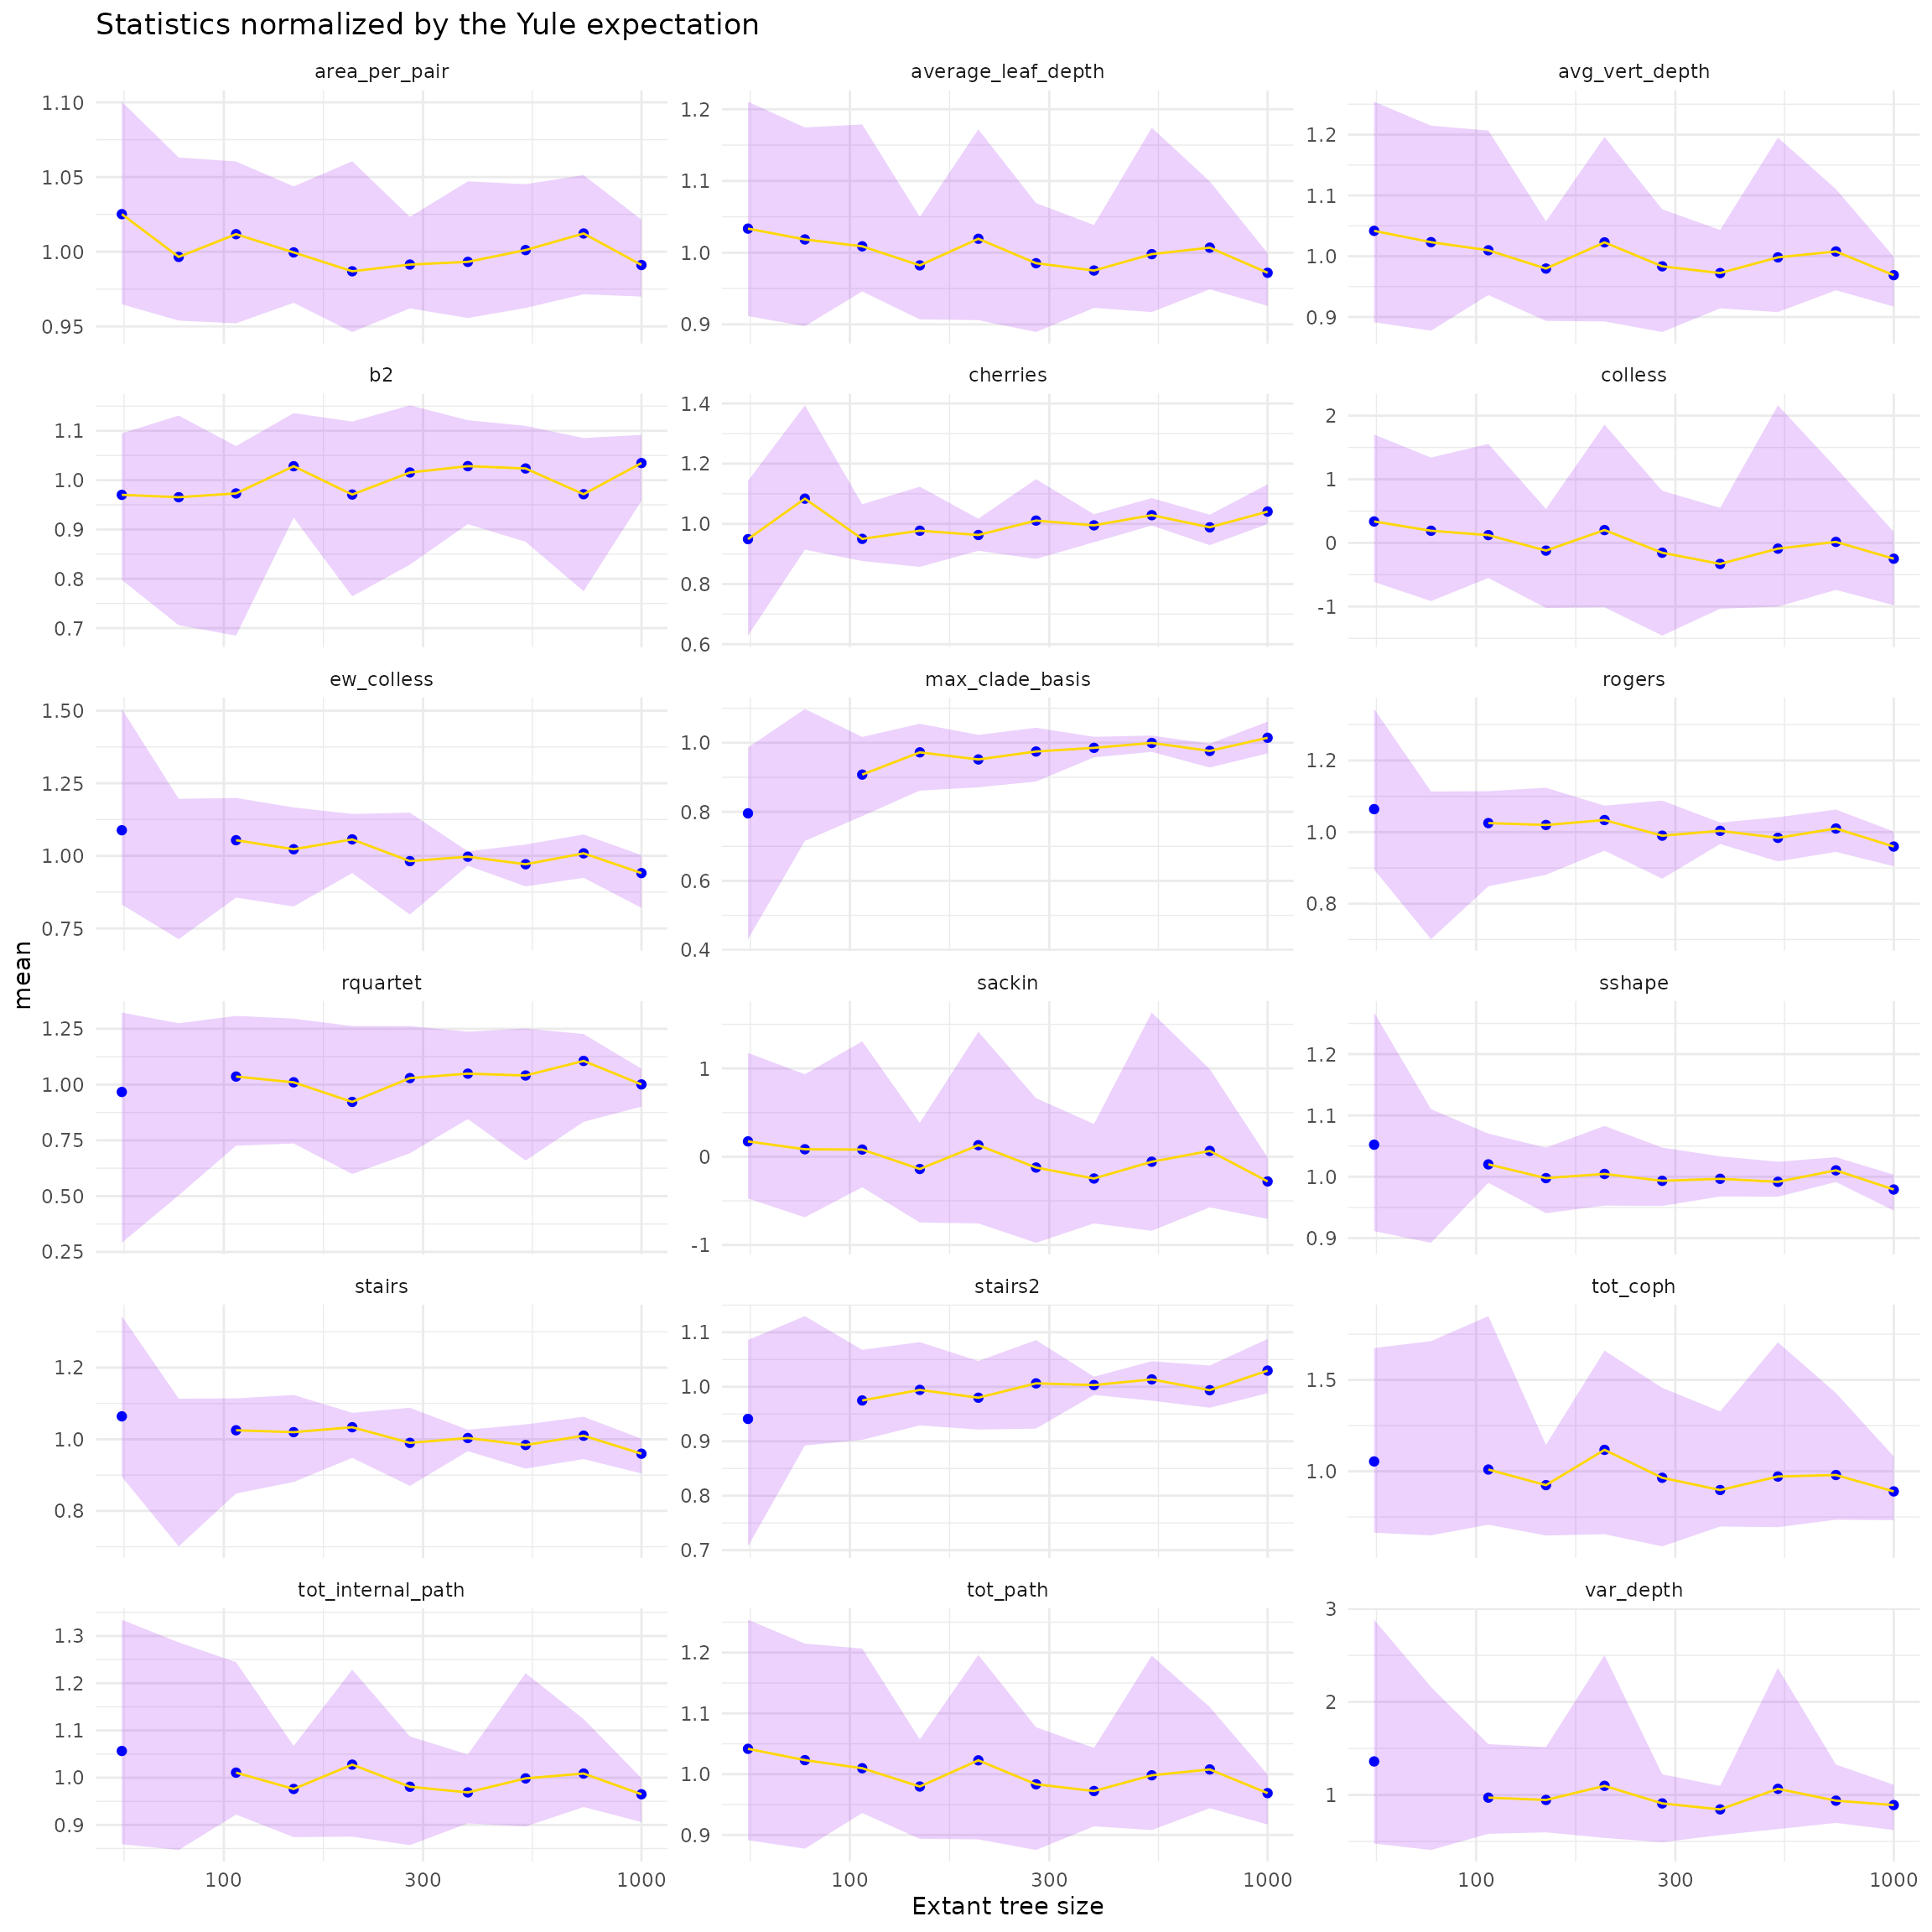 Statistics normalized by the Yule expectation
area_per_pair
average_leaf_depth
avg_vert_depth
1.10
1.05
1.00
0.95
1.2
1.1
1.0
0.9
1.2
1.1
1.0
0.9
b2
cherries
colless
1.1
1.0
0.9
0.8
0.7
1.4
1.2
1.0
0.8
0.6
2
1
0
-1
ew_colless
max_clade_basis
rogers
1.50
1.25
1.00
0.75
1.0
0.8
0.6
0.4
1.2
1.0
0.8
mean
rquartet
sackin
sshape
1.25
1.00
0.75
0.50
0.25
1
0
-1
1.2
1.1
1.0
0.9
stairs
stairs2
tot_coph
1.2
1.0
0.8
1.1
1.0
0.9
0.8
0.7
1.5
1.0
tot_internal_path
tot_path
var_depth
1.3
1.2
1.1
1.0
0.9
1.2
1.1
1.0
0.9
3
2
1
100 300 1000
100 300 1000
100 300 1000
Extant tree size